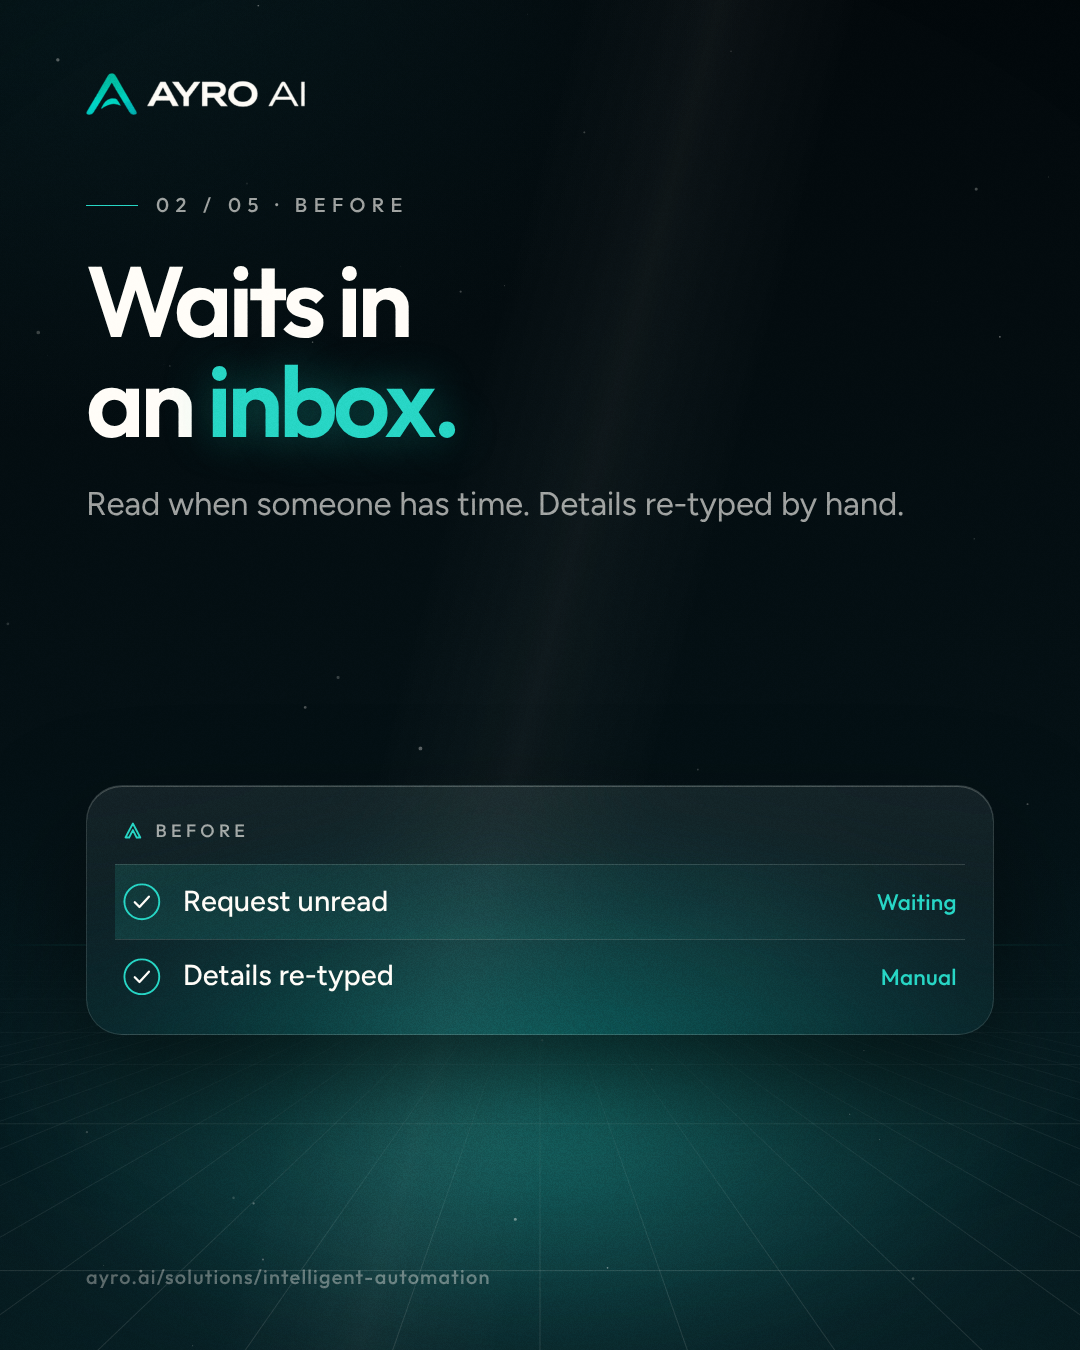 AYRO AI
02 / 05 · BEFORE
Waits in
an inbox.
Read when someone has time. Details re-typed by hand.
BEFORE
Request unread
Waiting
Details re-typed
Manual
ayro.ai/solutions/intelligent-automation